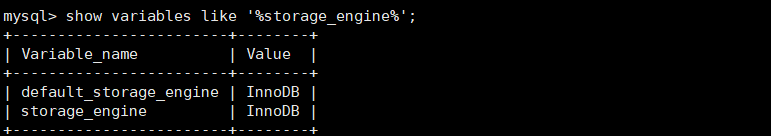 mysql> show variables like '%storage_engine%';
+------------------------+--------+
| Variable_name          | Value  |
+------------------------+--------+
| default_storage_engine | InnoDB |
| storage_engine         | InnoDB |
+------------------------+--------+